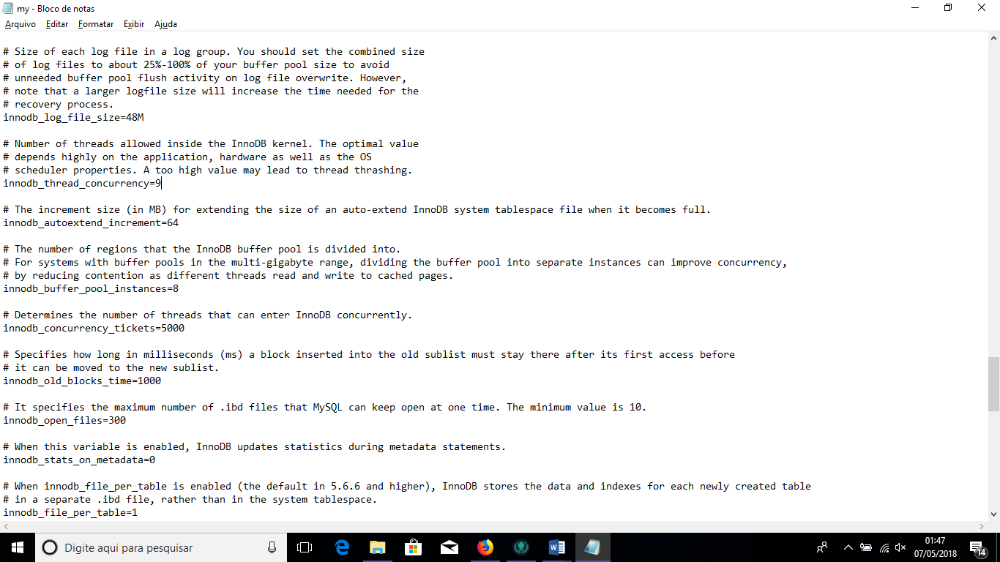 my - Bloco de notas
Arquivo Editar Formatar Exibir Ajuda
# Size of each log file in a log group. You should set the combined size
# of log files to about 25%-100% of your buffer pool size to avoid
# unneeded buffer pool flush activity on log file overwrite. However,
# note that a larger logfile size will increase the time needed for the
# recovery process.
innodb_log_file_size=48M
# Number of threads allowed inside the InnoDB kernel. The optimal value
# depends highly on the application, hardware as well as the OS
# scheduler properties. A too high value may lead to thread thrashing.
innodb_thread_concurrency=9
# The increment size (in MB) for extending the size of an auto-extend InnoDB system tablespace file when it becomes full.
innodb_autoextend_increment=64
# The number of regions that the InnoDB buffer pool is divided into.
# For systems with buffer pools in the multi-gigabyte range, dividing the buffer pool into separate instances can improve concurrency,
# by reducing contention as different threads read and write to cached pages.
innodb_buffer_pool_instances=8
# Determines the number of threads that can enter InnoDB concurrently.
innodb_concurrency_tickets=5000
# Specifies how long in milliseconds (ms) a block inserted into the old sublist must stay there after its first access before
# it can be moved to the new sublist.
innodb_old_blocks_time=1000
# It specifies the maximum number of .ibd files that MySQL can keep open at one time. The minimum value is 10.
innodb_open_files=300
# When this variable is enabled, InnoDB updates statistics during metadata statements.
innodb_stats_on_metadata=0
# When innodb_file_per_table is enabled (the default in 5.6.6 and higher), InnoDB stores the data and indexes for each newly created table
# in a separate .ibd file, rather than in the system tablespace.
innodb_file_per_table=1
Digite aqui para pesquisar
01:47
07/05/2018
14